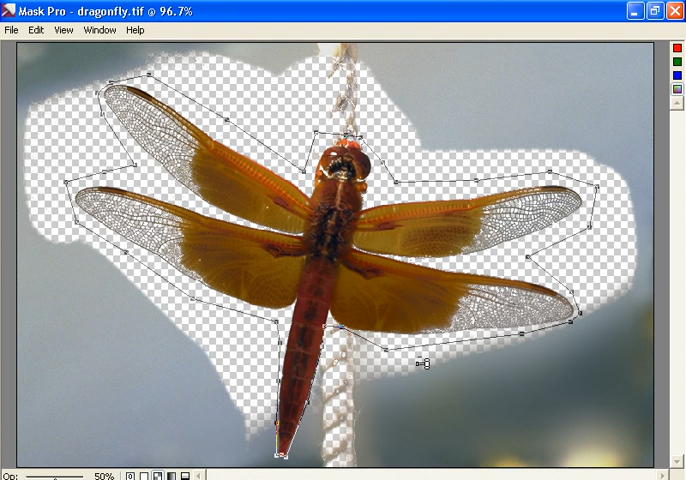 Mask Pro - dragonfly.tif @ 96.7%
File Edit View Window Help
Op: 50%